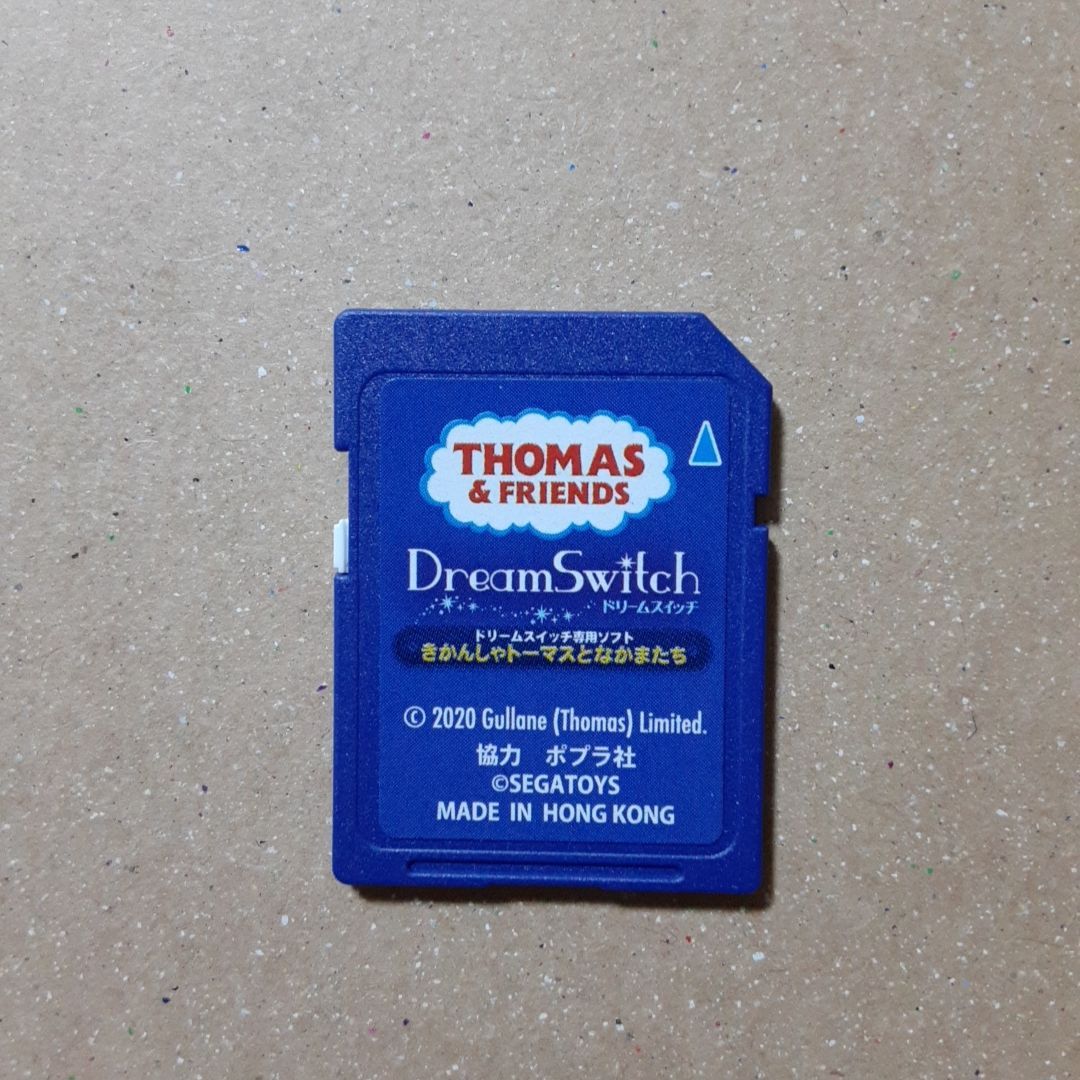 THOMAS
& FRIENDS
DreamSwitch
ドリームスイッチ
ドリームスイッチ専用ソフト
きかんしゃトーマスとなかまたち
© 2020 Gullane (Thomas) Limited.
協力　ポプラ社
©SEGATOYS
MADE IN HONG KONG